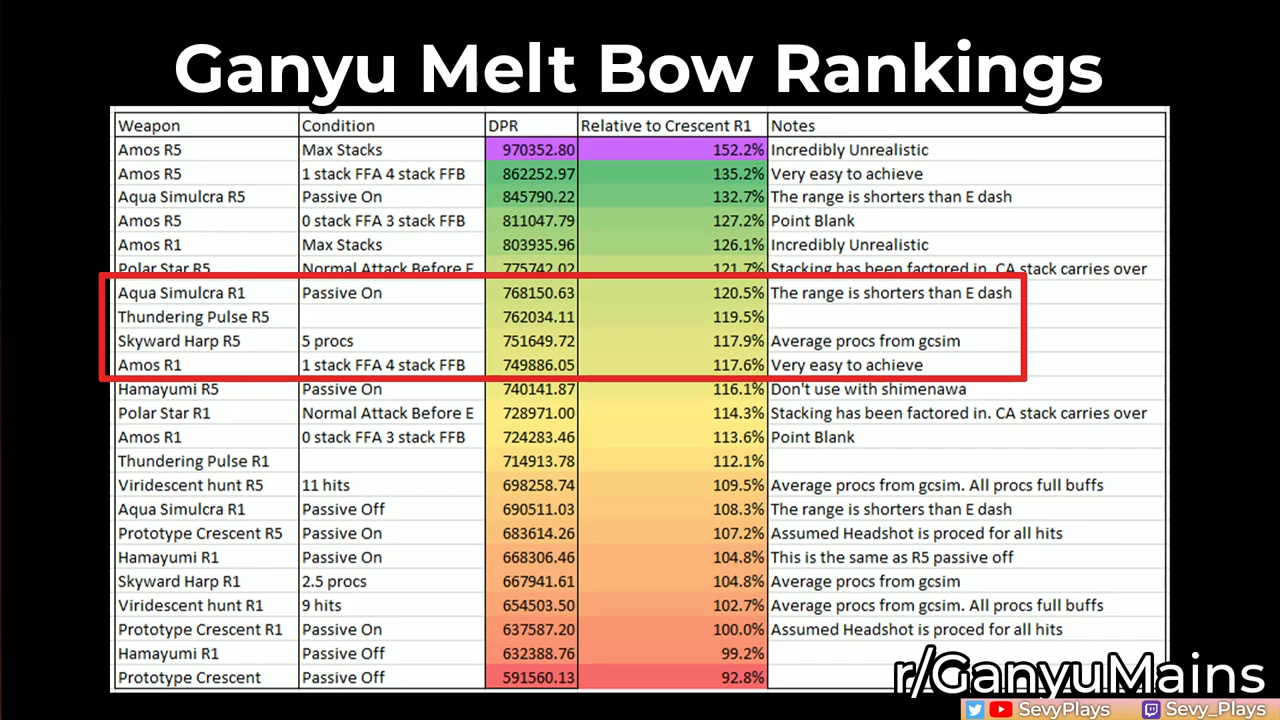 Ganyu Melt Bow Rankings
Weapon Condition DPR Relative to Crescent R1 Notes
Amos R5 Max Stacks 970352.80 152.2% Incredibly Unrealistic
Amos R5 1 stack FFA 4 stack FFB 862252.97 135.2% Very easy to achieve
Aqua Simulcra R5 Passive On 845790.22 132.7% The range is shorters than E dash
Amos R5 0 stack FFA 3 stack FFB 811047.79 127.2% Point Blank
Amos R1 Max Stacks 803935.96 126.1% Incredibly Unrealistic
Polar Star R5 Normal Attack Before E 775742.02 121.7% Stacking has been factored in. CA stack carries over
Aqua Simulcra R1 Passive On 768150.63 120.5% The range is shorters than E dash
Thundering Pulse R5 762034.11 119.5%
Skyward Harp R5 5 procs 751649.72 117.9% Average procs from gcsim
Amos R1 1 stack FFA 4 stack FFB 749886.05 117.6% Very easy to achieve
Hamayumi R5 Passive On 740141.87 116.1% Don't use with shimenawa
Polar Star R1 Normal Attack Before E 728971.00 114.3% Stacking has been factored in. CA stack carries over
Amos R1 0 stack FFA 3 stack FFB 724283.46 113.6% Point Blank
Thundering Pulse R1 714913.78 112.1%
Viridescent hunt R5 11 hits 698258.74 109.5% Average procs from gcsim. All procs full buffs
Aqua Simulcra R1 Passive Off 690511.03 108.3% The range is shorters than E dash
Prototype Crescent R5 Passive On 683614.26 107.2% Assumed Headshot is proced for all hits
Hamayumi R1 Passive On 668306.46 104.8% This is the same as R5 passive off
Skyward Harp R1 2.5 procs 667941.61 104.8% Average procs from gcsim
Viridescent hunt R1 9 hits 654503.50 102.7% Average procs from gcsim. All procs full buffs
Prototype Crescent R1 Passive On 637587.20 100.0% Assumed Headshot is proced for all hits
Hamayumi R1 Passive Off 632388.76 99.2%
Prototype Crescent Passive Off 591560.13 92.8%
r/GanyuMains
SevyPlays Sevy_Plays